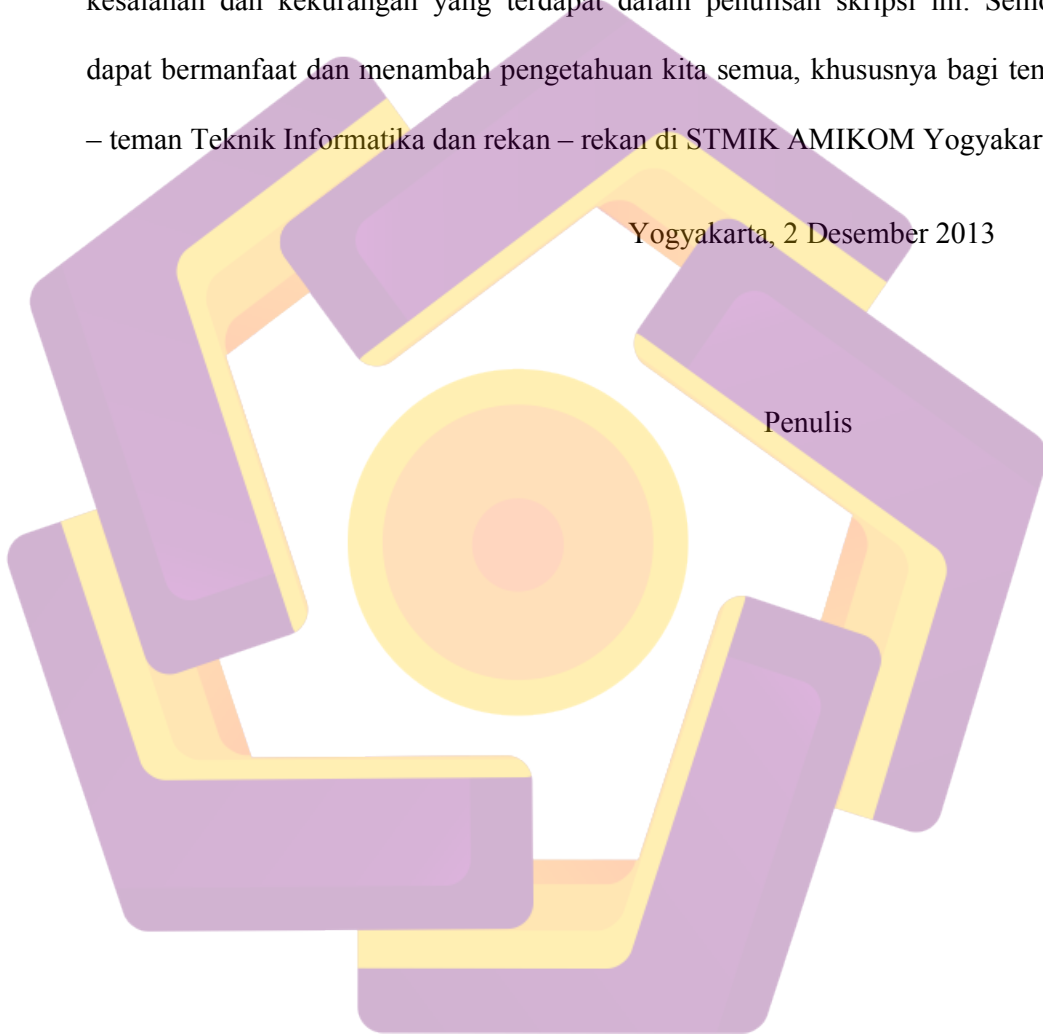 kesalahan dan kekurangan yang terdapat dalam penulisan skripsi ini. Semo
dapat bermanfaat dan menambah pengetahuan kita semua, khususnya bagi tem
– teman Teknik Informatika dan rekan – rekan di STMIK AMIKOM Yogyakar
Yogyakarta, 2 Desember 2013
Penulis